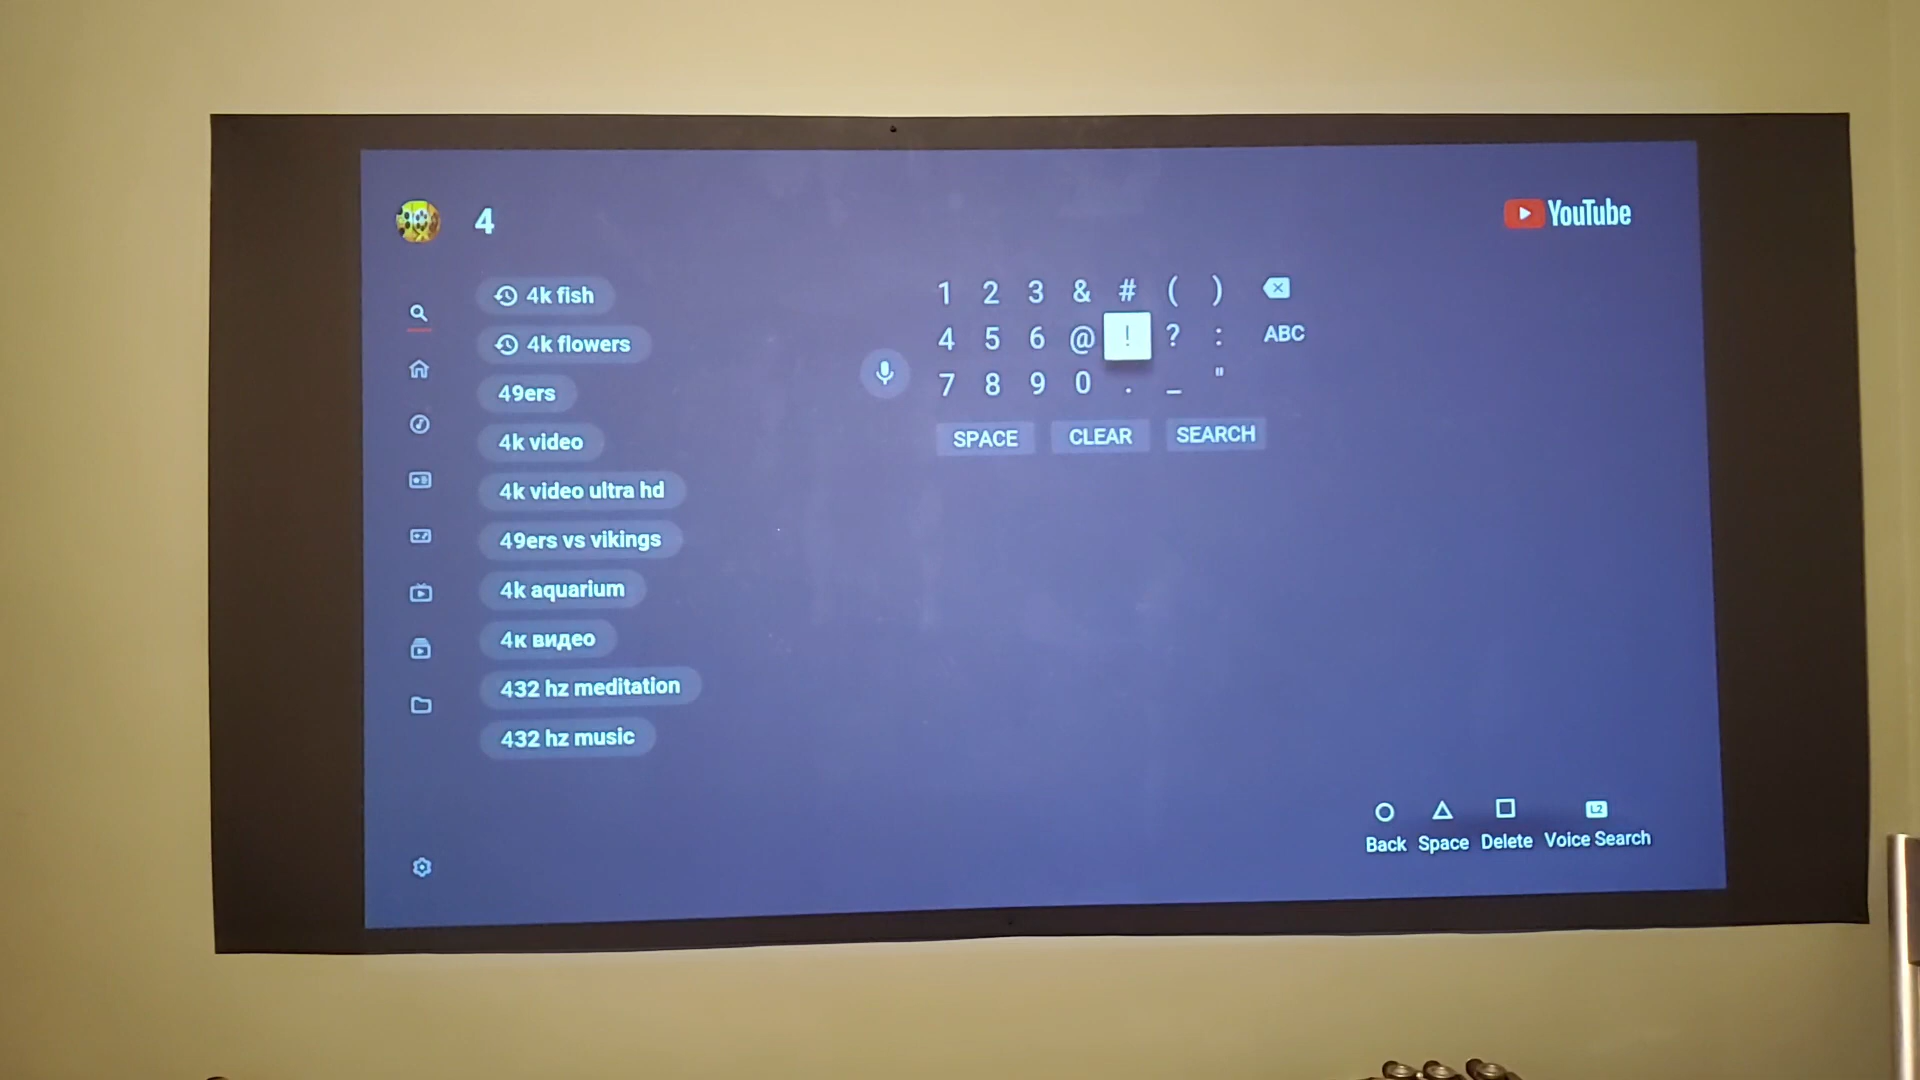 4
YouTube
4k fish
4k flowers
49ers
4k video
4k video ultra hd
49ers vs vikings
4k aquarium
4к видео
432 hz meditation
432 hz music
1 2 3 & # ( )
4 5 6 @ ! ? : ABC
7 8 9 0 . _ "
SPACE CLEAR SEARCH
L2
Back Space Delete Voice Search